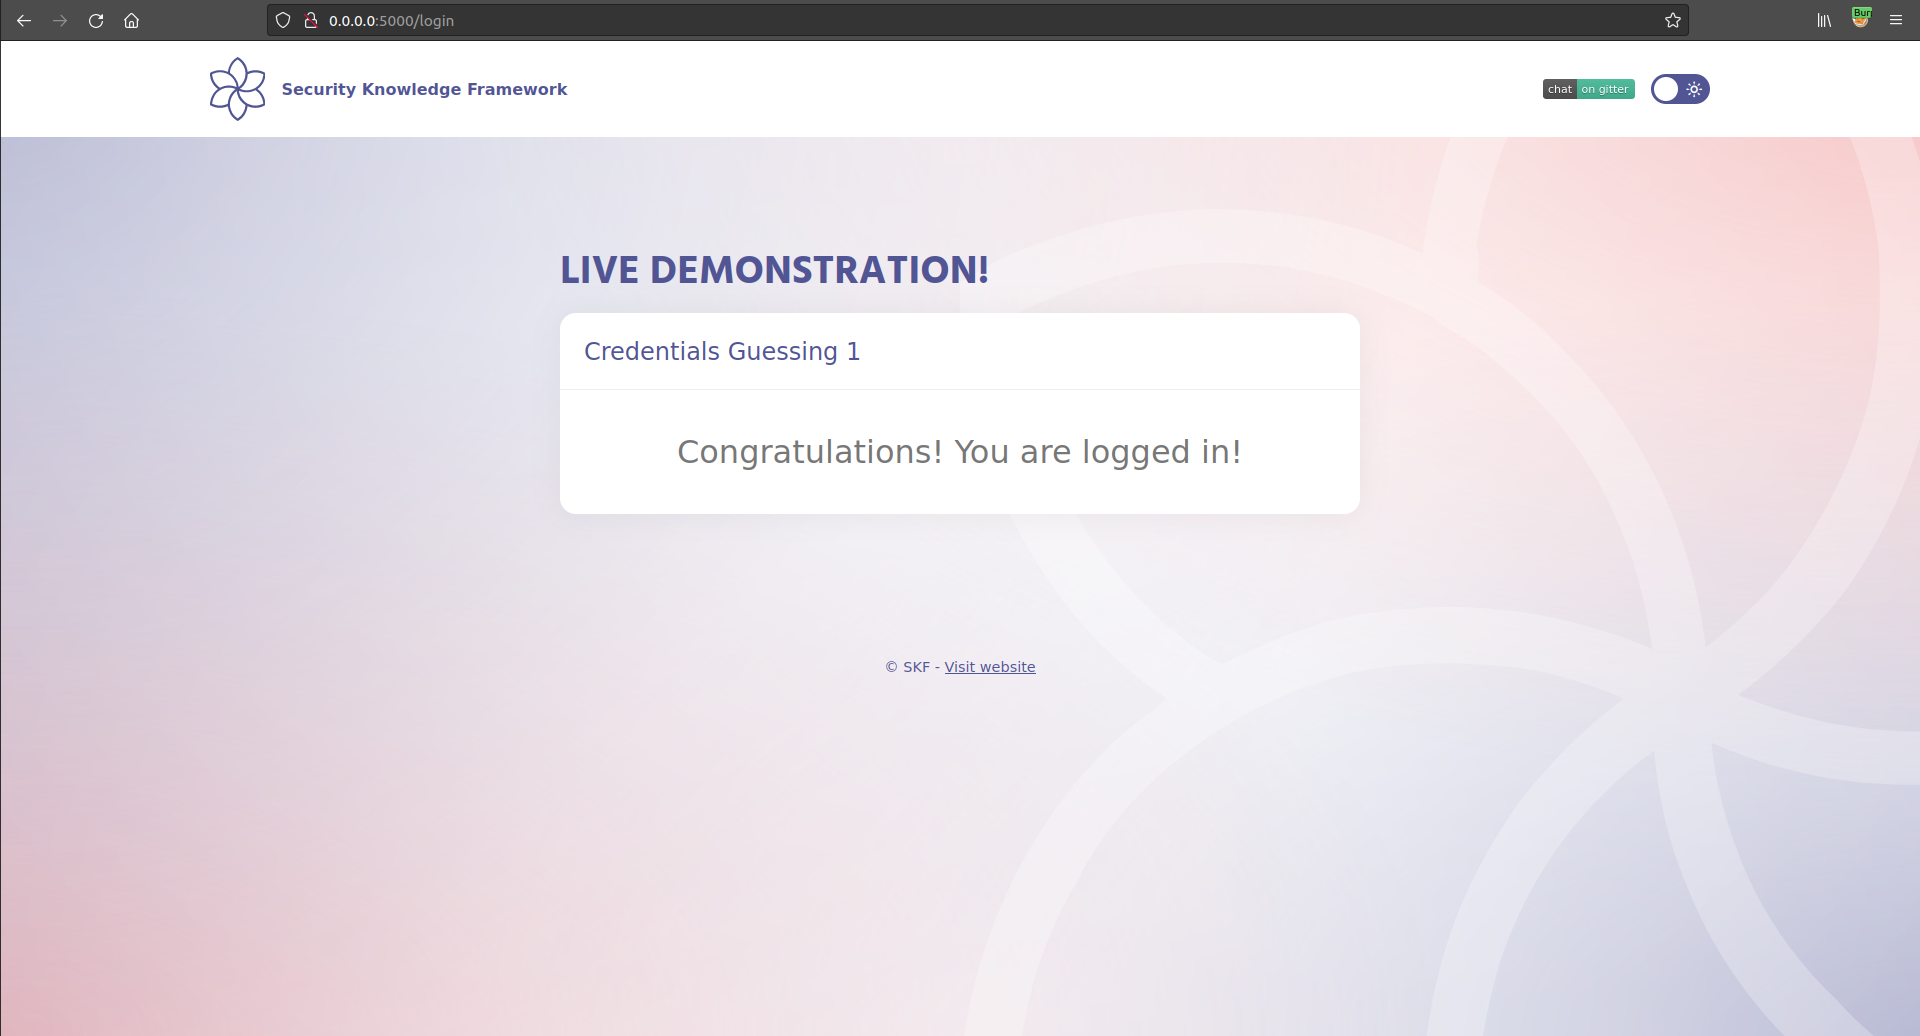 0.0.0.0:5000/login
Bur
Security Knowledge Framework
chat on gitter
LIVE DEMONSTRATION!
Credentials Guessing 1
Congratulations! You are logged in!
© SKF - Visit website